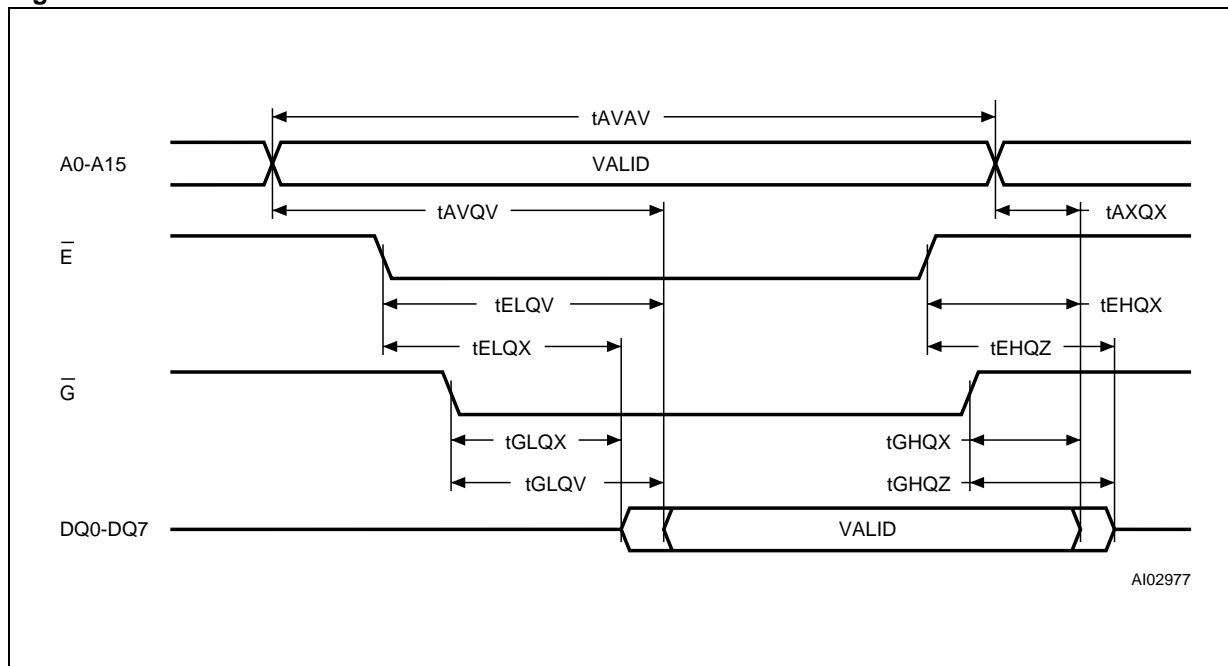 tAVAV
A0-A15
VALID
tAVQV
tAXQX
E
tELQV
tEHQX
tELQX
tEHQZ
G
tGLQX
tGHQX
tGLQV
tGHQZ
DQ0-DQ7
VALID
AI02977